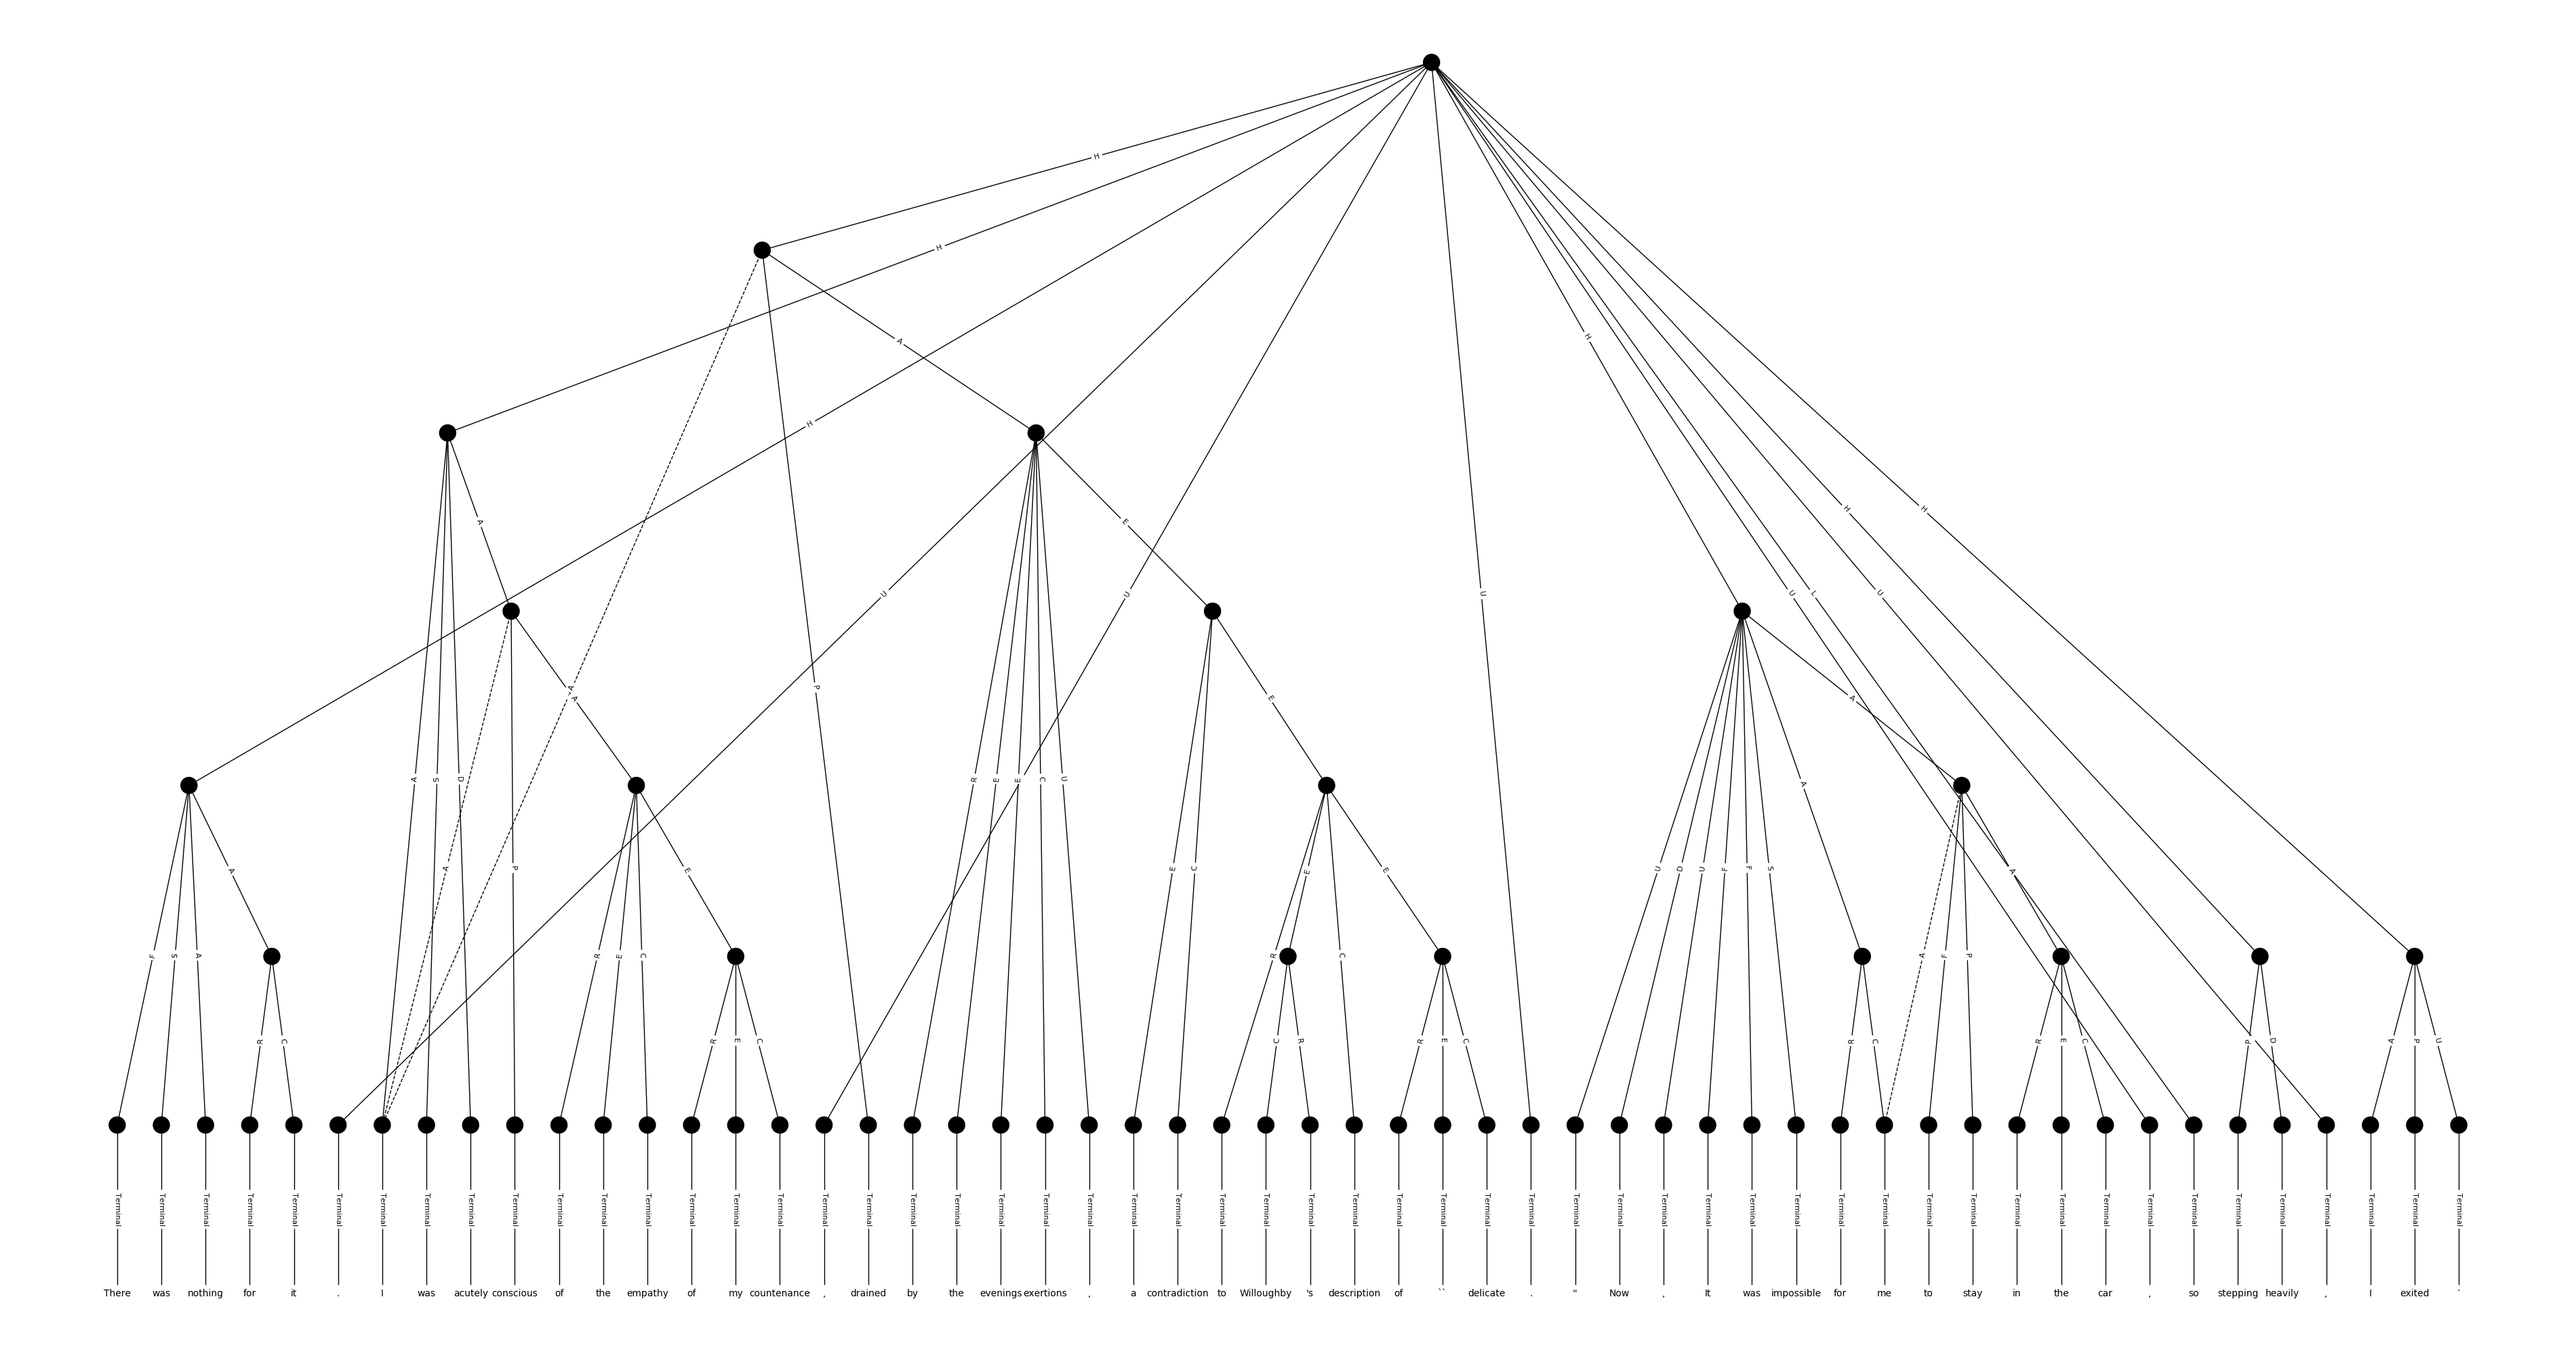 H
H
A
H
H
A
E
H H
U U U U L U
A A
P E A
A S D R E E C U A
A P E E C U D U F F S
A E E
F S A R E C R C A F P
A
R C R E C C R R E C R C R E C P D A P U
Terminal Terminal Terminal Terminal Terminal Terminal Terminal Terminal Terminal Terminal Terminal Terminal Terminal Terminal Terminal Terminal Terminal Terminal Terminal Terminal Terminal Terminal Terminal Terminal Terminal Terminal Terminal Terminal Terminal Terminal Terminal Terminal Terminal Terminal Terminal Terminal Terminal Terminal Terminal Terminal Terminal Terminal Terminal Terminal Terminal Terminal Terminal Terminal Terminal Terminal Terminal Terminal Terminal Terminal
There was nothing for it . I was acutely conscious of the empathy of my countenance , drained by the evenings exertions , a contradiction to Willoughby 's description of `` delicate . " Now , It was impossible for me to stay in the car , so stepping heavily , I exited .